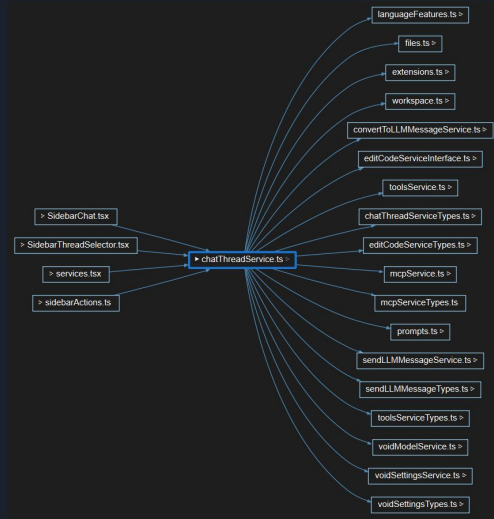 languageFeatures.ts >
files.ts >
extensions.ts >
workspace.ts >
convertToLLMMessageService.ts >
editCodeServiceInterface.ts >
toolsService.ts >
chatThreadServiceTypes.ts >
editCodeServiceTypes.ts >
mcpService.ts >
mcpServiceTypes.ts
prompts.ts >
sendLLMMessageService.ts >
sendLLMMessageTypes.ts >
toolsServiceTypes.ts >
voidModelService.ts >
voidSettingsService.ts >
voidSettingsTypes.ts >
> SidebarChat.tsx
> SidebarThreadSelector.tsx
> services.tsx
> sidebarActions.ts
▸ chatThreadService.ts >